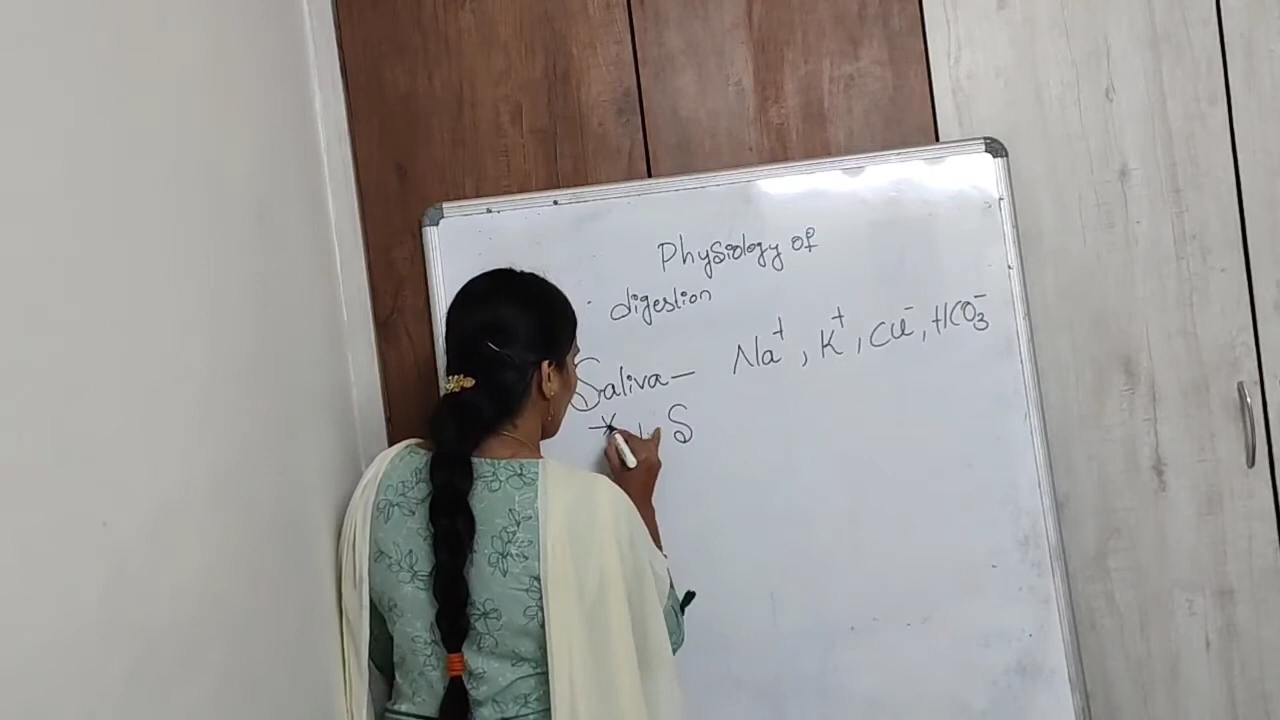 Physiology of
digestion
Saliva — Na⁺, K⁺, Cl⁻, HCO₃⁻
* S